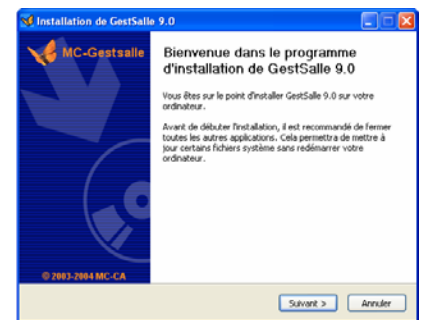 Installation de GestSalle 9.0
MC-Gestsalle
Bienvenue dans le programme
d'installation de GestSalle 9.0
Vous êtes sur le point d'installer GestSalle 9.0 sur votre
ordinateur.
Avant de débuter l'installation, il est recommandé de fermer
toutes les autres applications. Cela permettra de mettre à
jour certains fichiers système sans redémarrer votre
ordinateur.
© 2003-2004 MC-CA
Suivant >
Annuler